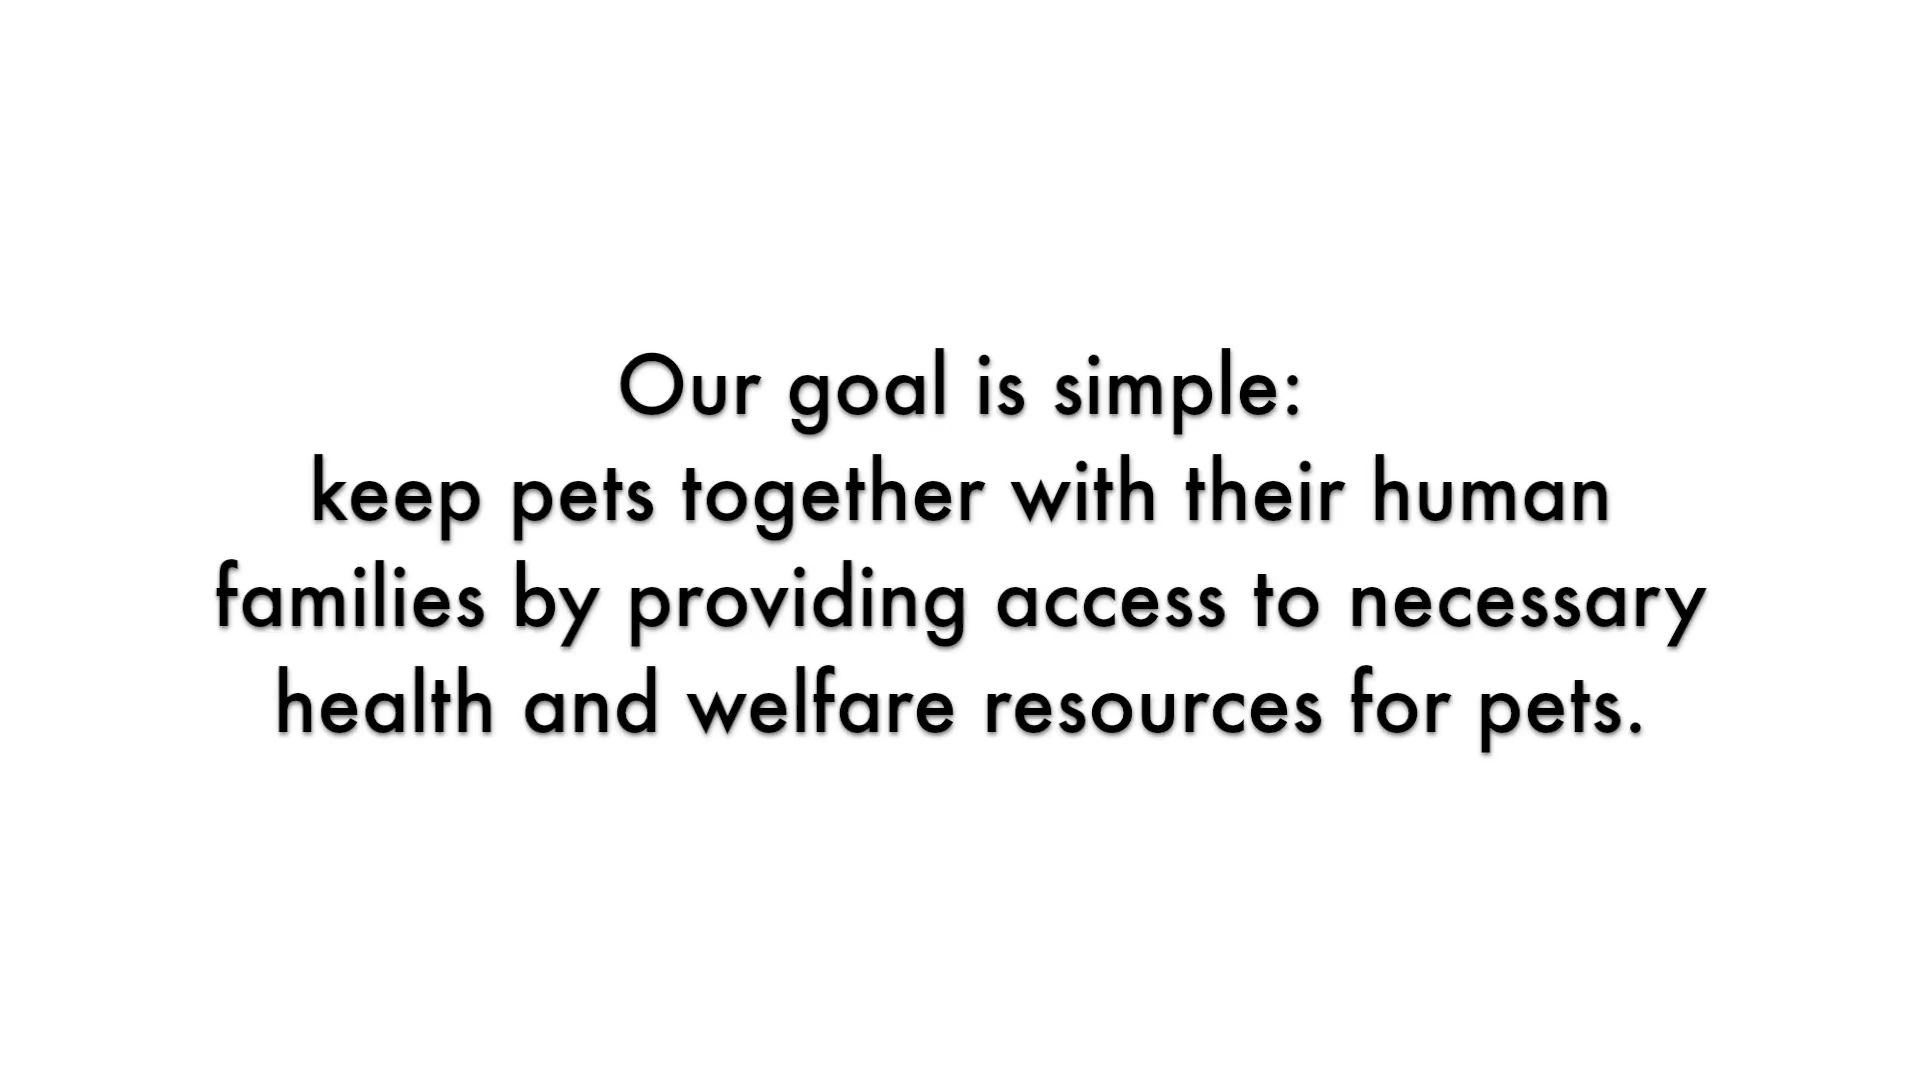 Our goal is simple:
keep pets together with their human
families by providing access to necessary
health and welfare resources for pets.